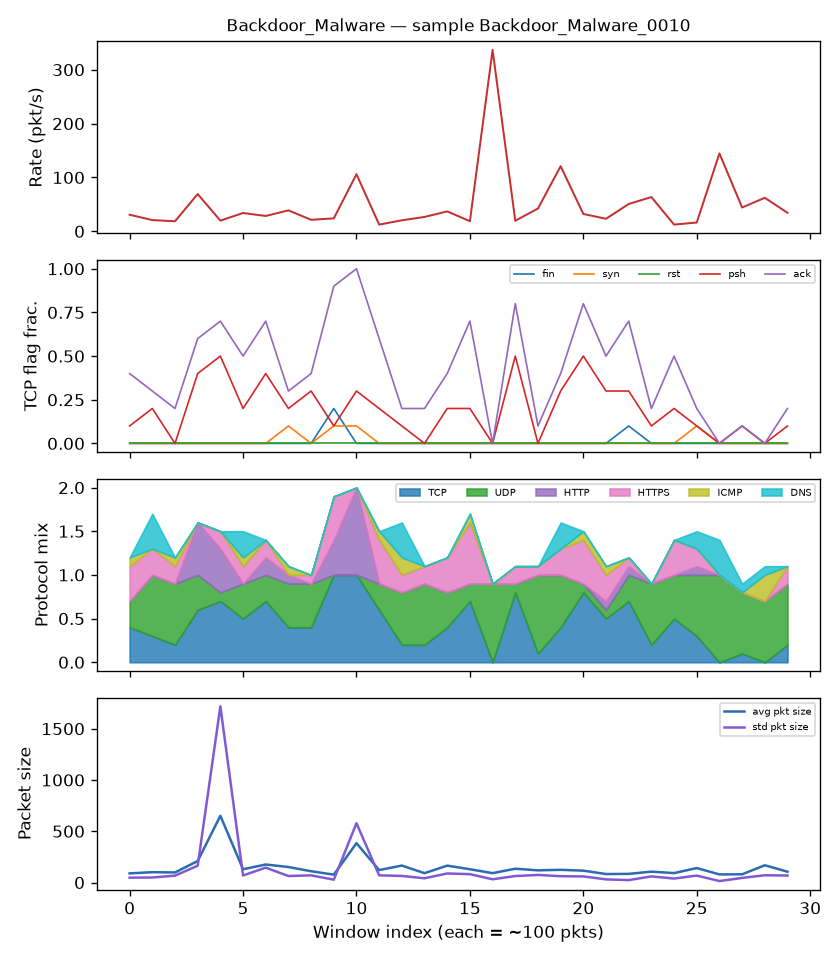 Backdoor_Malware — sample Backdoor_Malware_0010
Rate (pkt/s)
300
200
100
0
TCP flag frac.
1.00
0.75
0.50
0.25
0.00
fin syn rst psh ack
Protocol mix
2.0
1.5
1.0
0.5
0.0
TCP UDP HTTP HTTPS ICMP DNS
Packet size
1500
1000
500
0
avg pkt size
std pkt size
0 5 10 15 20 25 30
Window index (each = ~100 pkts)